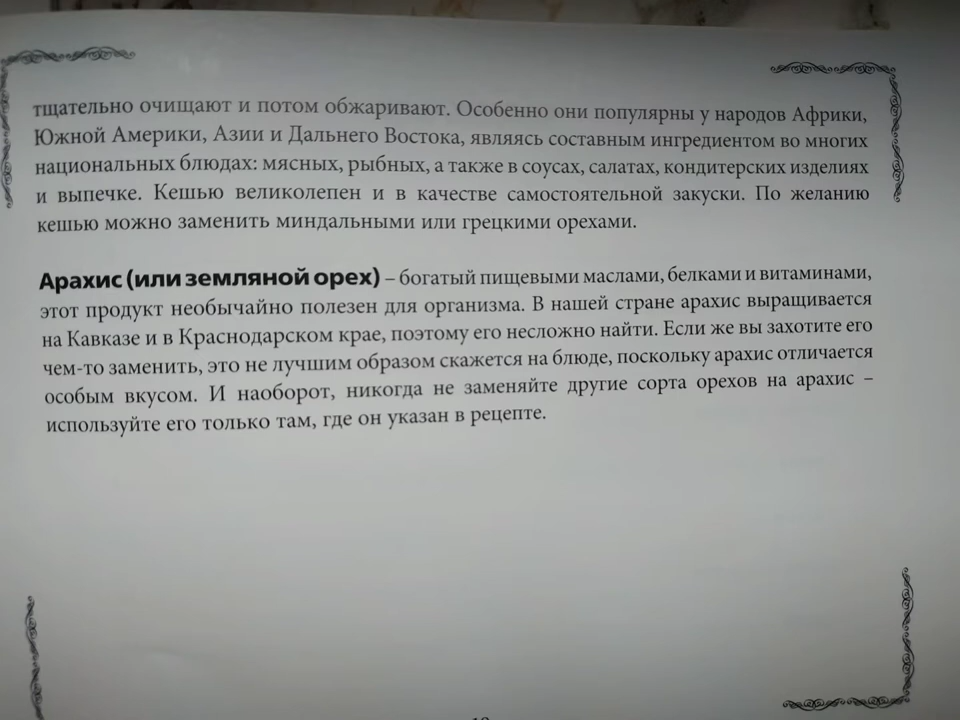 тщательно очищают и потом обжаривают. Особенно они популярны у народов Африки,
Южной Америки, Азии и Дальнего Востока, являясь составным ингредиентом во многих
национальных блюдах: мясных, рыбных, а также в соусах, салатах, кондитерских изделиях
и выпечке. Кешью великолепен и в качестве самостоятельной закуски. По желанию
кешью можно заменить миндальными или грецкими орехами.
Арахис (или земляной орех) – богатый пищевыми маслами, белками и витаминами,
этот продукт необычайно полезен для организма. В нашей стране арахис выращивается
на Кавказе и в Краснодарском крае, поэтому его несложно найти. Если же вы захотите его
чем-то заменить, это не лучшим образом скажется на блюде, поскольку арахис отличается
особым вкусом. И наоборот, никогда не заменяйте другие сорта орехов на арахис –
используйте его только там, где он указан в рецепте.